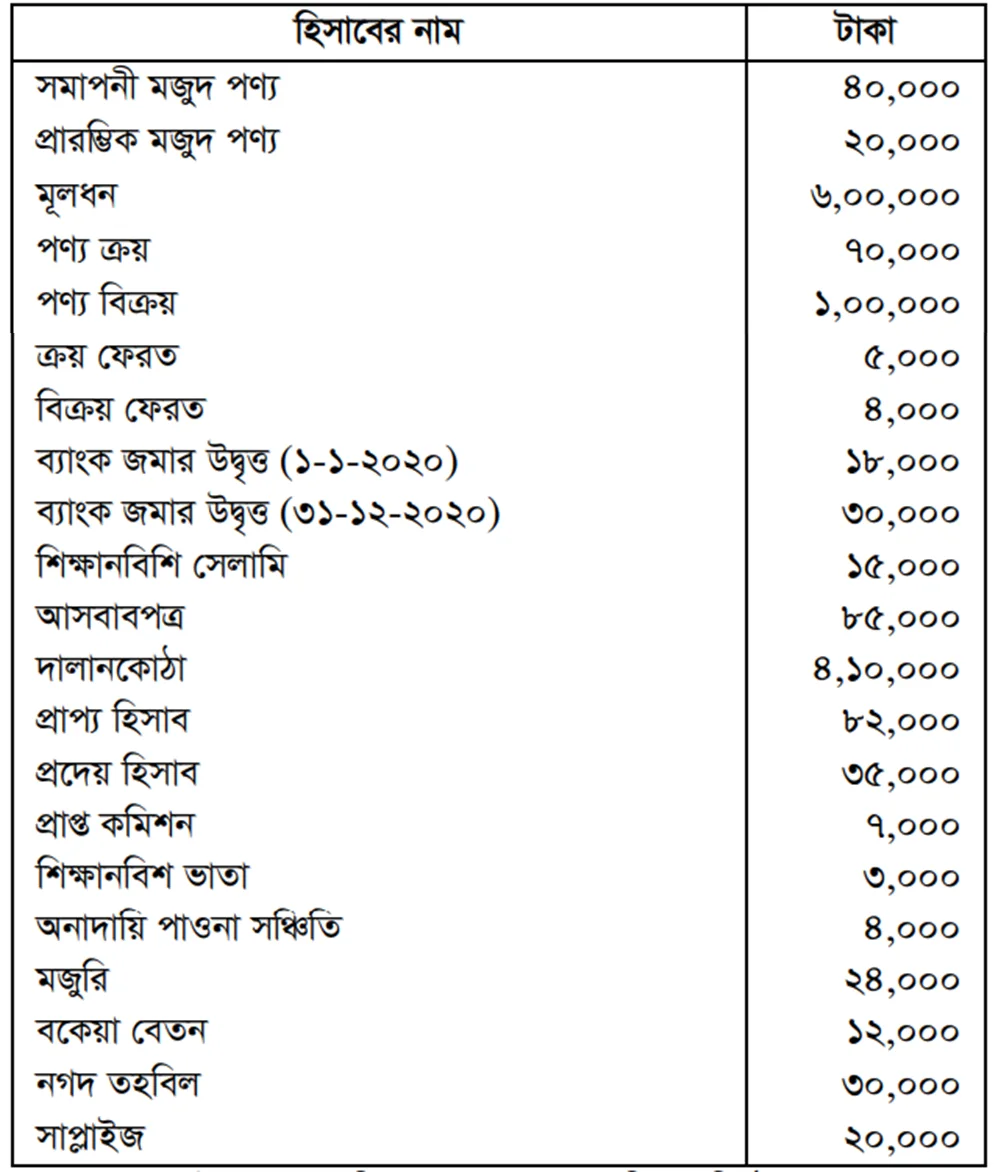 হিসাবের নাম টাকা
সমাপনী মজুদ পণ্য ৪০,০০০
প্রারম্ভিক মজুদ পণ্য ২০,০০০
মূলধন ৬,০০,০০০
পণ্য ক্রয় ৭০,০০০
পণ্য বিক্রয় ১,০০,০০০
ক্রয় ফেরত ৫,০০০
বিক্রয় ফেরত ৪,০০০
ব্যাংক জমার উদ্বৃত্ত (১-১-২০২০) ১৮,০০০
ব্যাংক জমার উদ্বৃত্ত (৩১-১২-২০২০) ৩০,০০০
শিক্ষানবিশি সেলামি ১৫,০০০
আসবাবপত্র ৮৫,০০০
দালানকোঠা ৪,১০,০০০
প্রাপ্য হিসাব ৮২,০০০
প্রদেয় হিসাব ৩৫,০০০
প্রাপ্ত কমিশন ৭,০০০
শিক্ষানবিশ ভাতা ৩,০০০
অনাদায়ি পাওনা সঞ্চিতি ৪,০০০
মজুরি ২৪,০০০
বকেয়া বেতন ১২,০০০
নগদ তহবিল ৩০,০০০
সাপ্লাইজ ২০,০০০